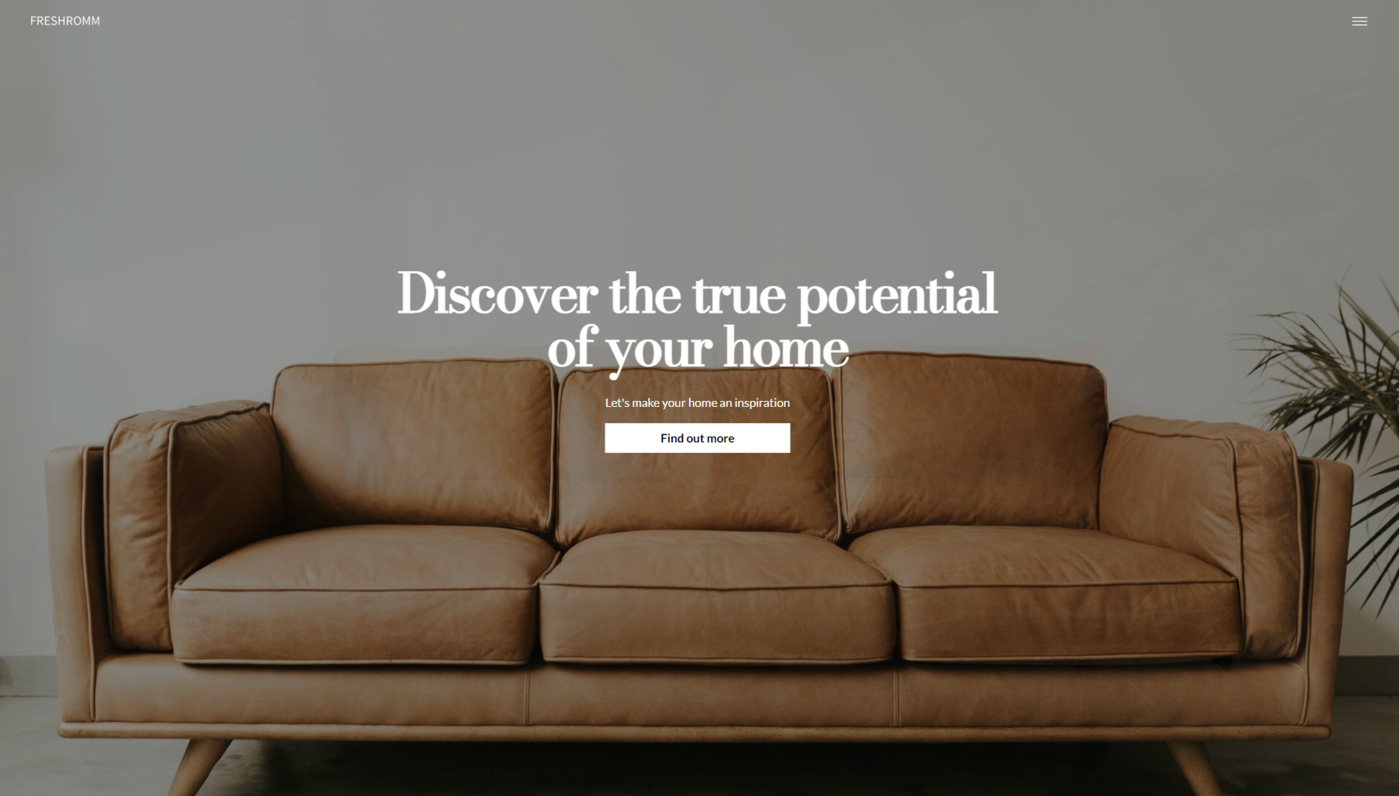 FRESHROMM
Discover the true potential
of your home
Let's make your home an inspiration
Find out more